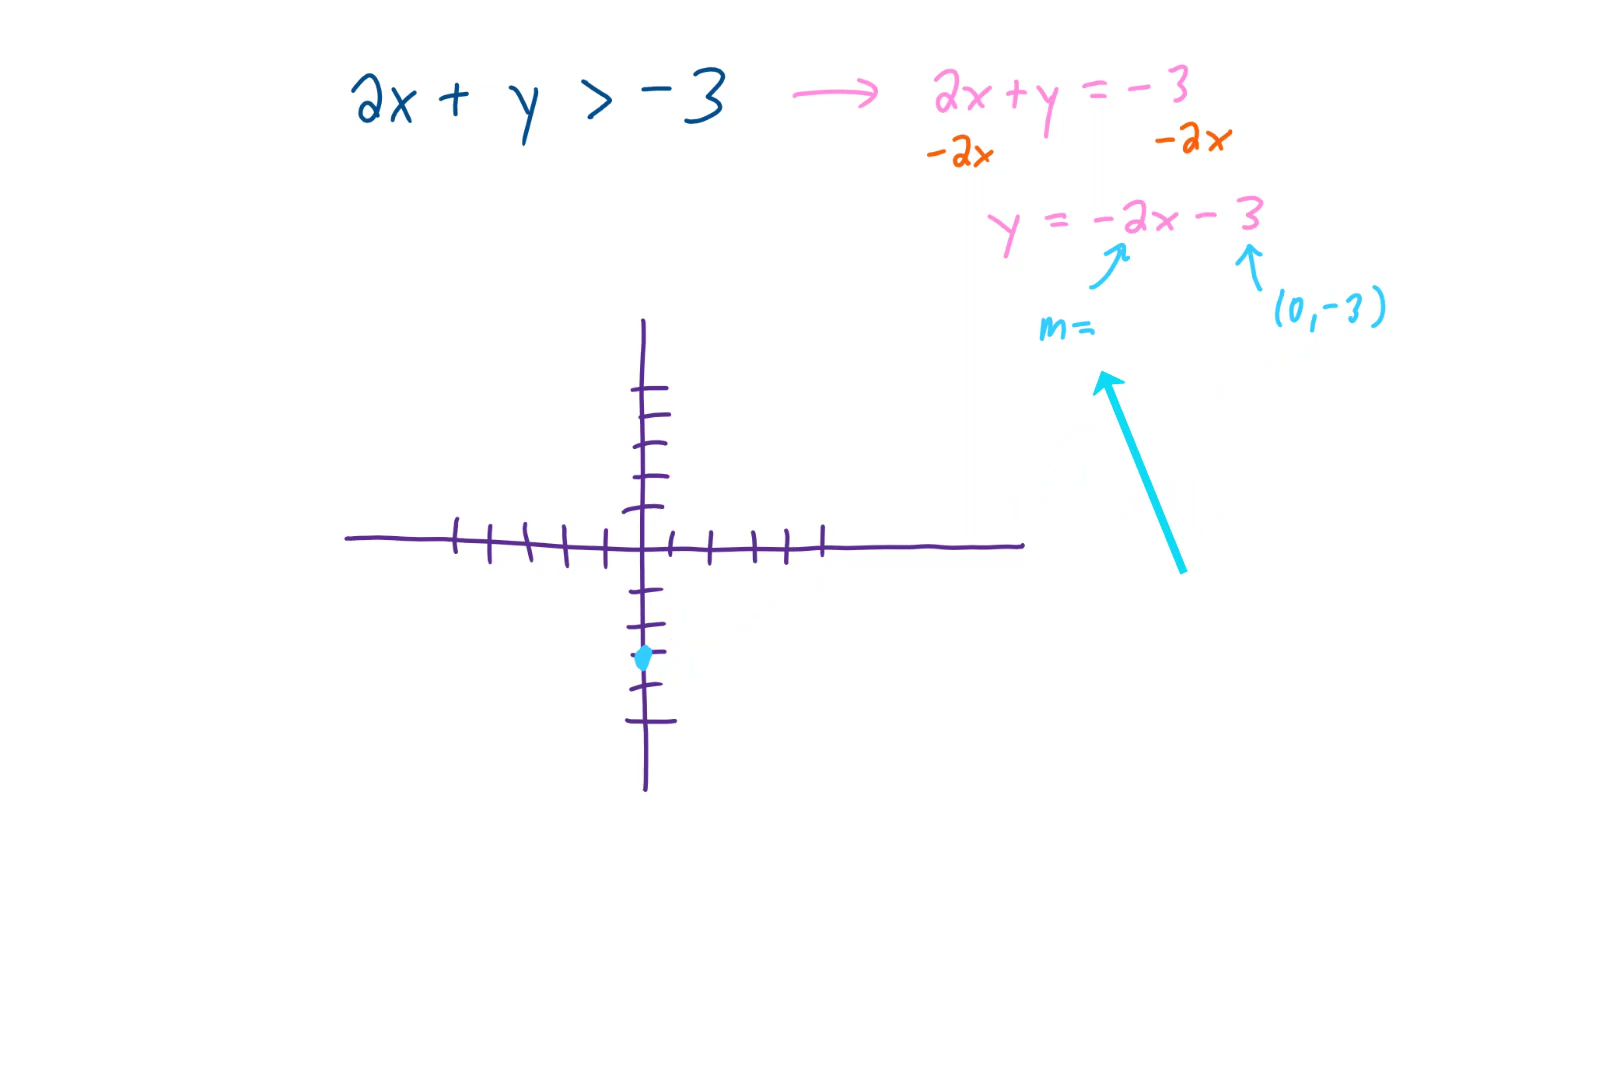 2x + y > -3 → 2x + y = -3
-2x -2x
y = -2x - 3
m= (0, -3)